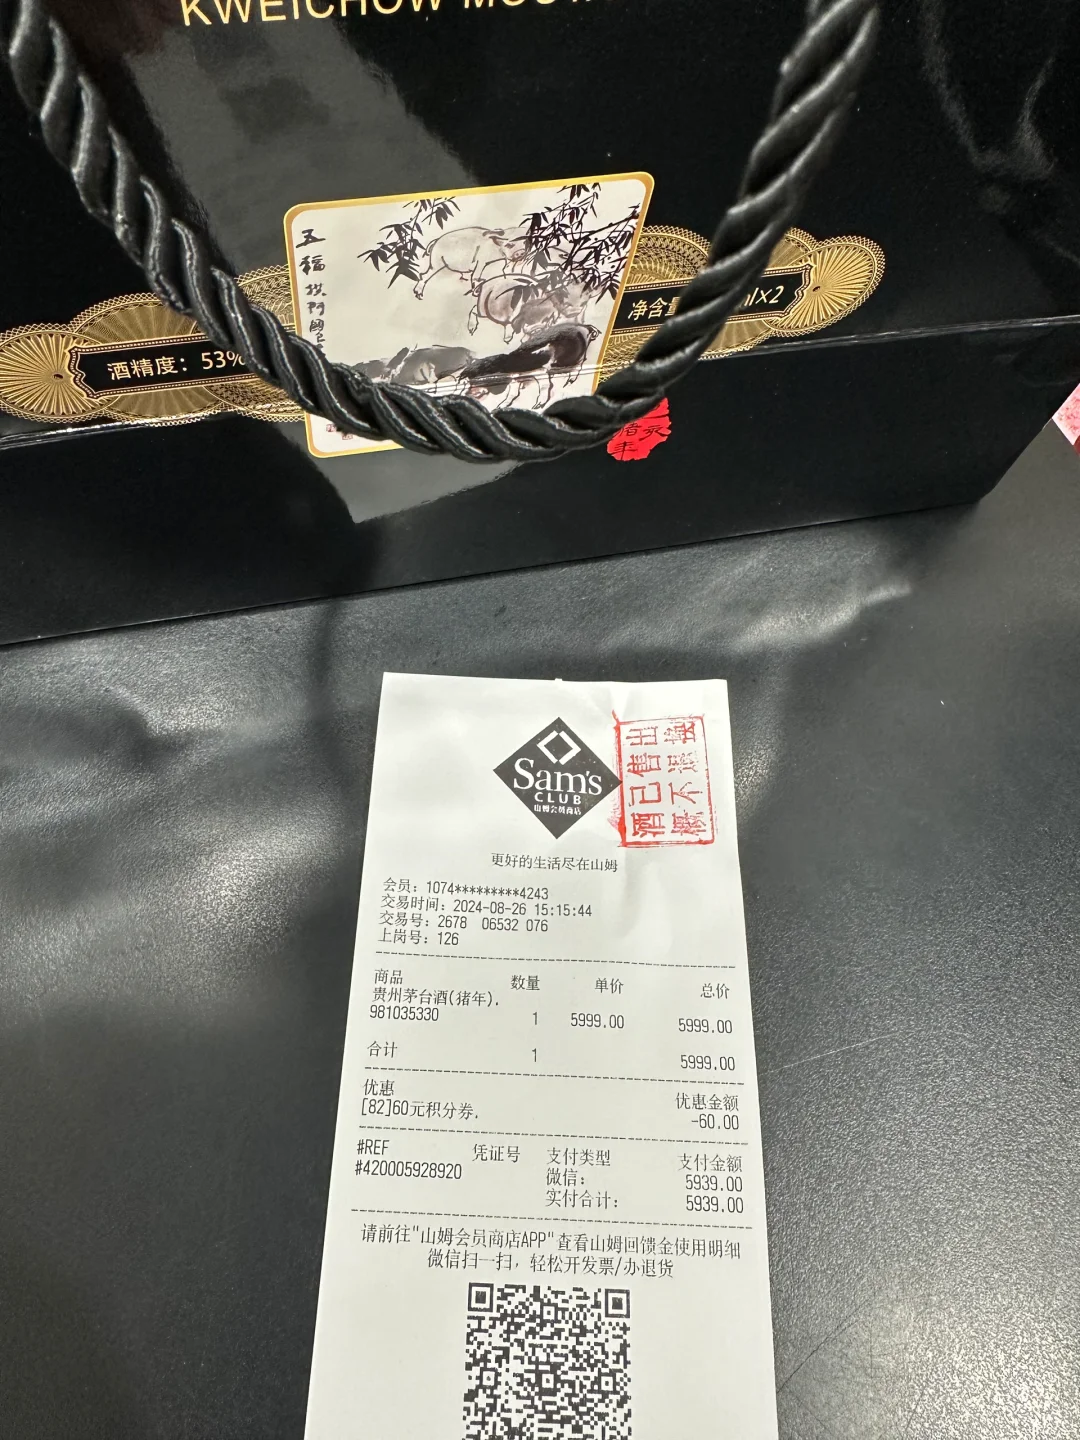 KWEICHOW
五福拱門國色
酒精度：53%
净含量
ml×2
猪年
Sam's
CLUB
山姆会员商店
酒已售出
概不退换
更好的生活尽在山姆
会员：1074*********4243
交易时间：2024-08-26 15:15:44
交易号：2678 06532 076
上岗号：126
商品 数量 单价 总价
贵州茅台酒(猪年).
981035330 1 5999.00 5999.00
合计 1 5999.00
优惠 优惠金额
[82]60元积分券. -60.00
#REF 凭证号 支付类型 支付金额
#420005928920 微信： 5939.00
实付合计： 5939.00
请前往"山姆会员商店APP"查看山姆回馈金使用明细
微信扫一扫，轻松开发票/办退货